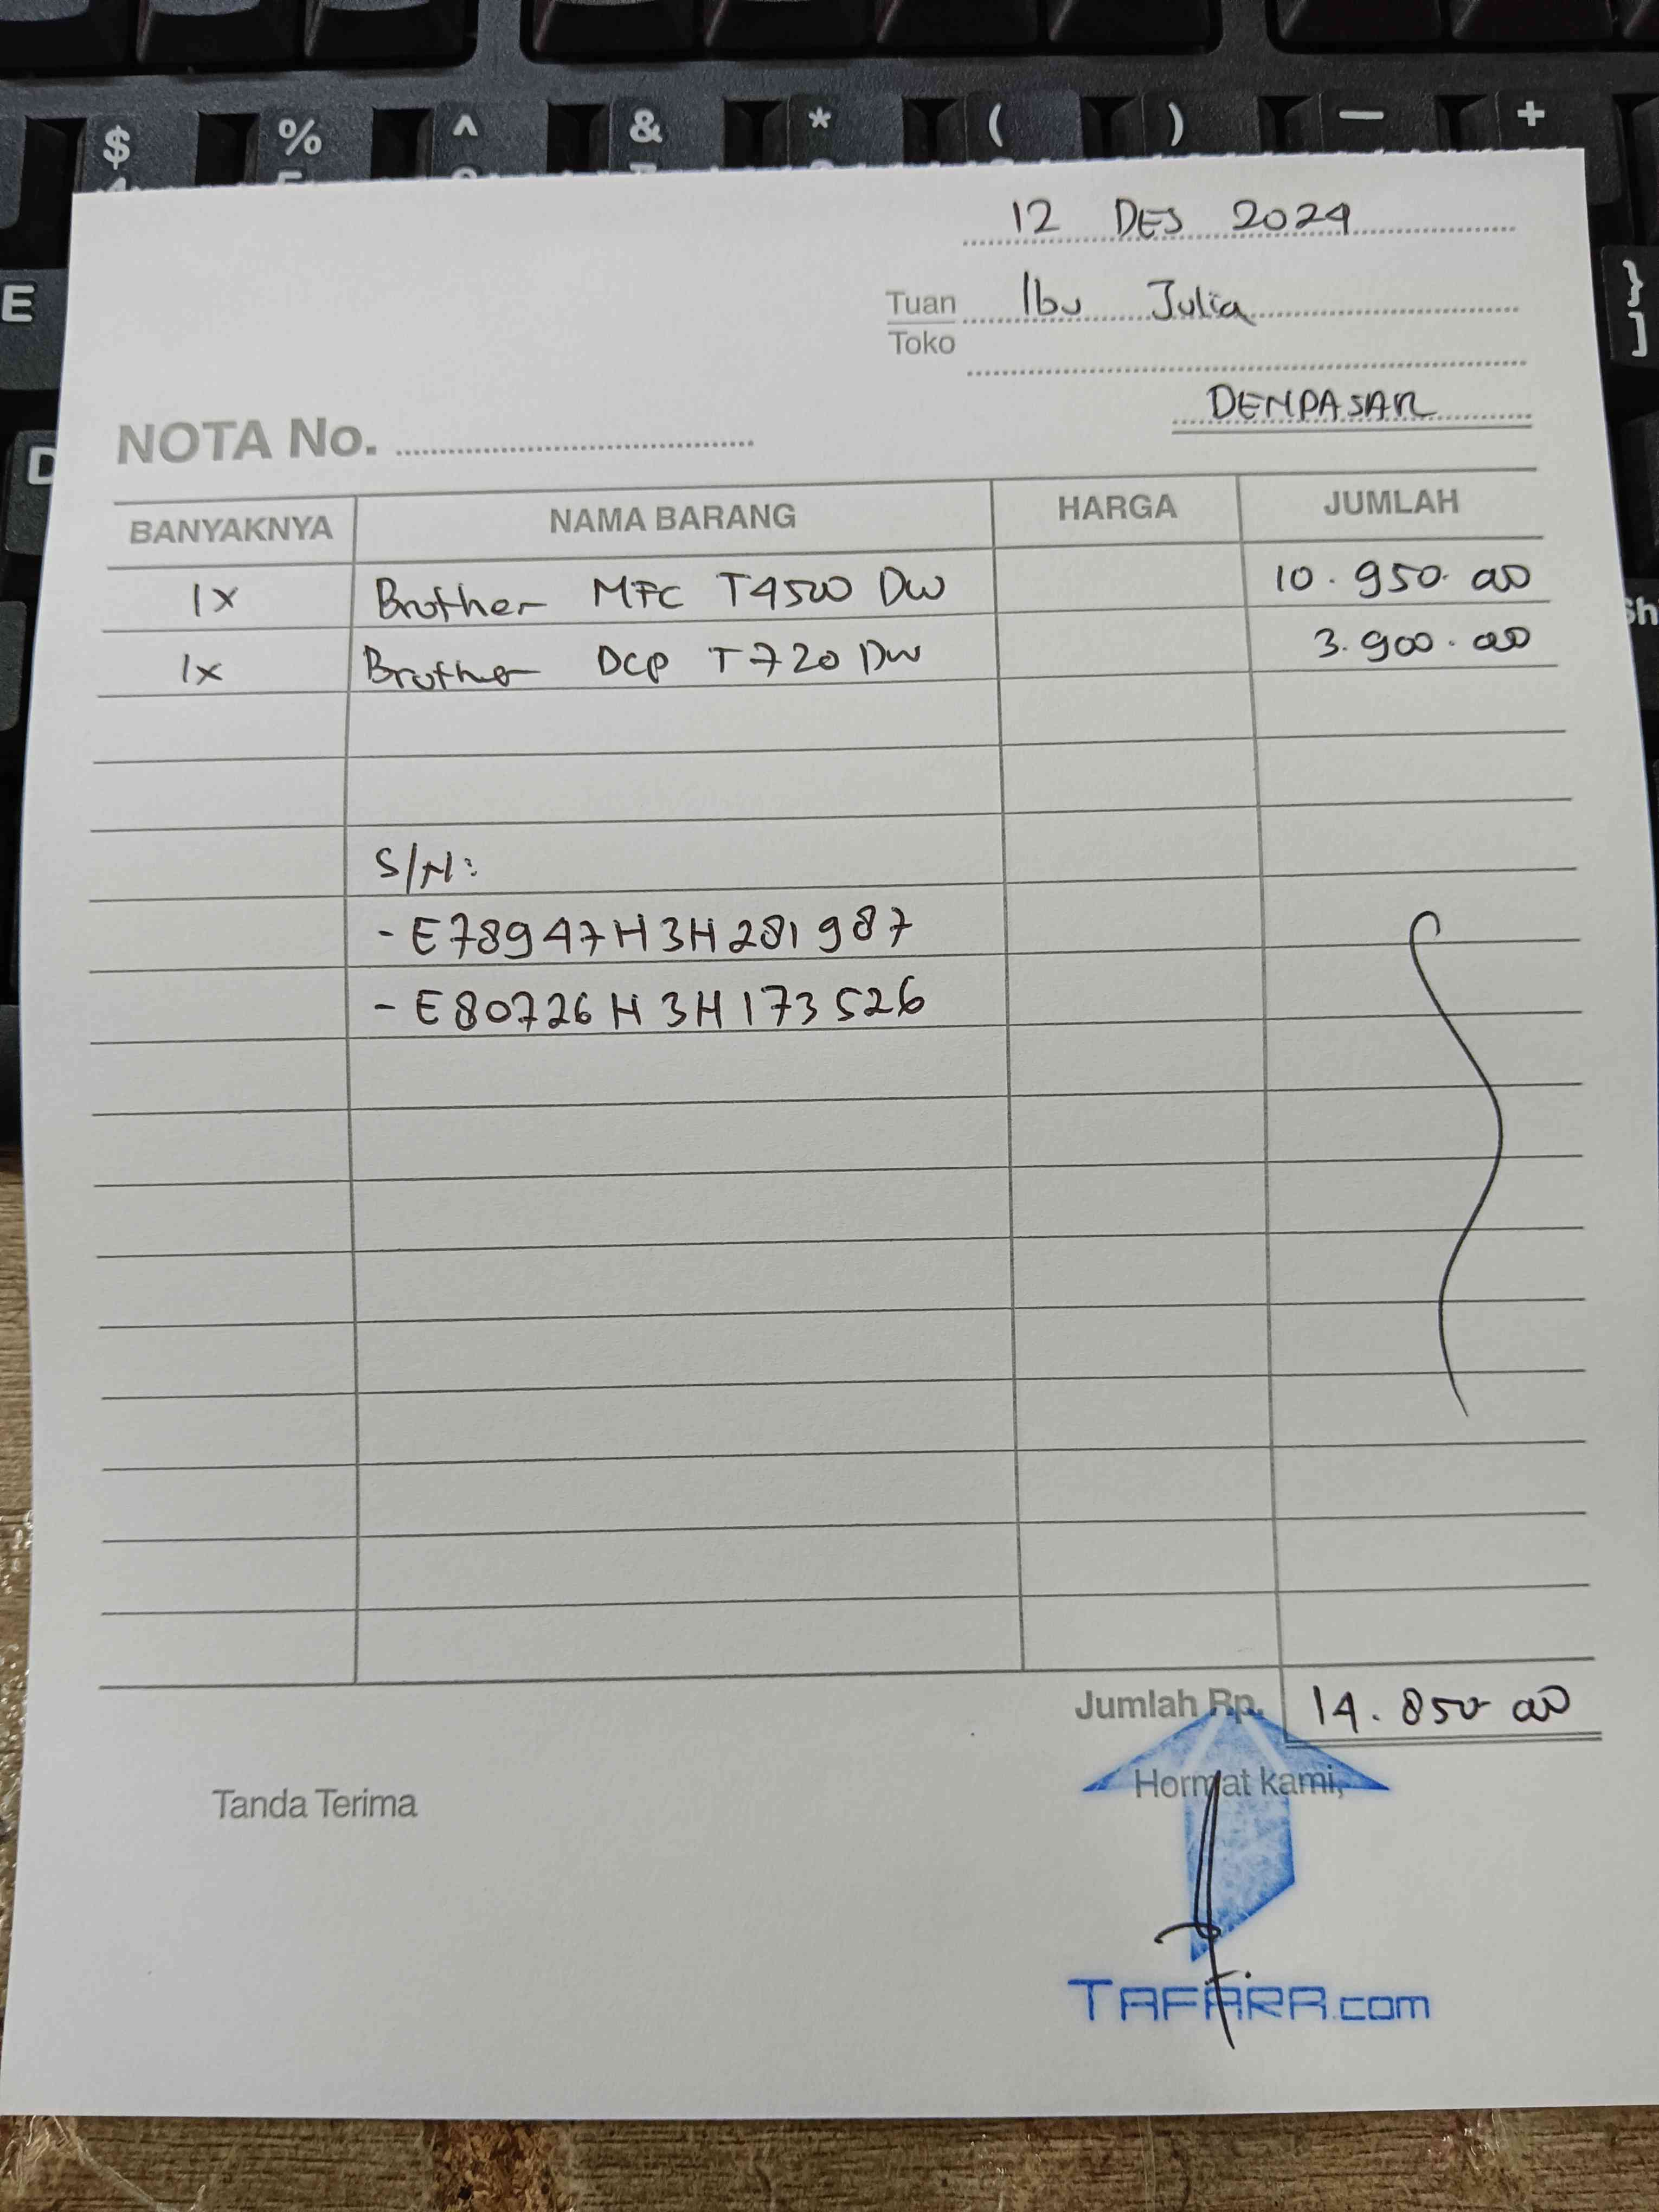 $ % ^ & * ( ) — +
E
D
}
]
Sh
12 DES 2024
Tuan Ibu Julia
Toko
DENPASAR
NOTA No.
BANYAKNYA NAMA BARANG HARGA JUMLAH
1x Brother MFC T4500 DW 10.950.000
1x Brother DCP T720 DW 3.900.000
S/N:
- E78947H3H281987
- E80726H3H173526
Jumlah Rp. 14.850.000
Tanda Terima Hormat kami,
TAFARA.com